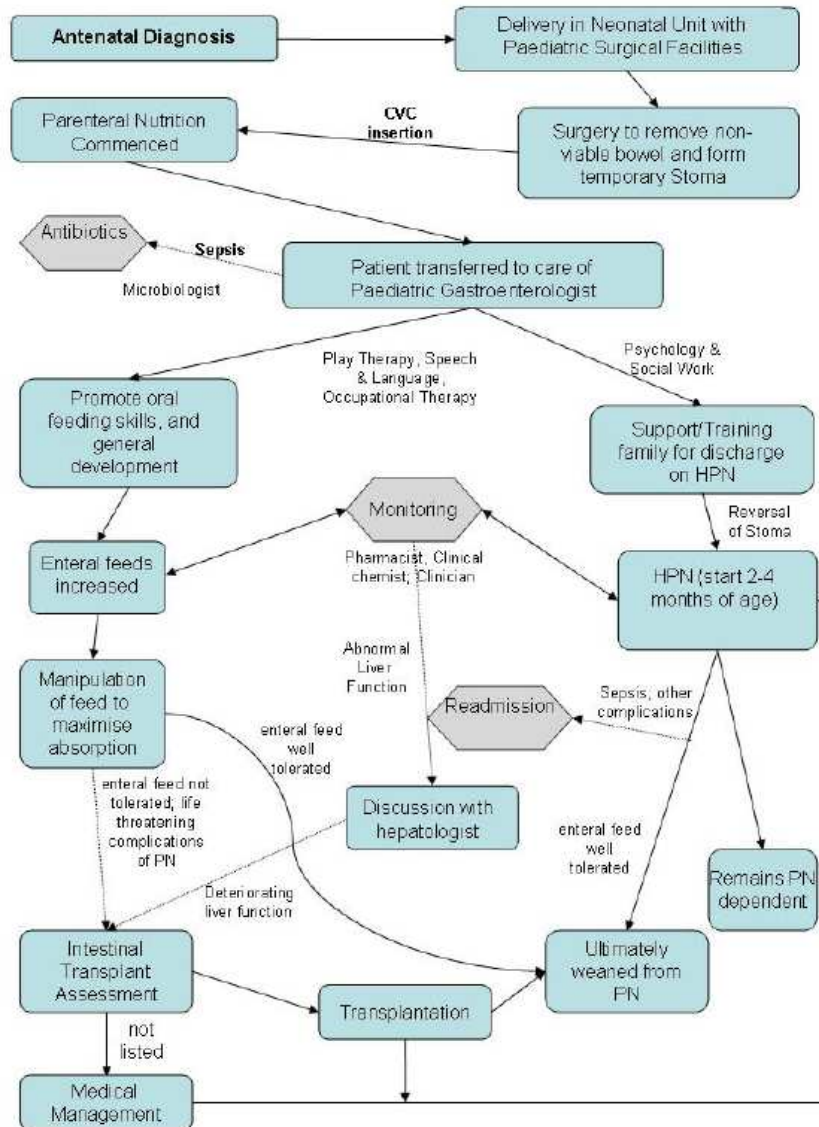 Antenatal Diagnosis
Delivery in Neonatal Unit with
Paediatric Surgical Facilities
Parenteral Nutrition
Commenced
CVC
insertion
Surgery to remove non-
viable bowel and form
temporary Stoma
Antibiotics
Sepsis
Microbiologist
Patient transferred to care of
Paediatric Gastroenterologist
Play Therapy, Speech
& Language,
Occupational Therapy
Psychology &
Social Work
Promote oral
feeding skills, and
general
development
Support/Training
family for discharge
on HPN
Monitoring
Reversal
of Stoma
Enteral feeds
increased
Pharmacist; Clinical
chemist; Clinician
HPN (start 2-4
months of age)
Abnormal
Liver
Function
Manipulation
of feed to
maximise
absorption
Readmission
Sepsis; other
complications
enteral feed
well
tolerated
enteral feed not
tolerated; life
threatening
complications
of PN
Discussion with
hepatologist
enteral feed
well
tolerated
Remains PN
dependent
Deteriorating
liver function
Intestinal
Transplant
Assessment
Ultimately
weaned from
PN
Transplantation
not
listed
Medical
Management